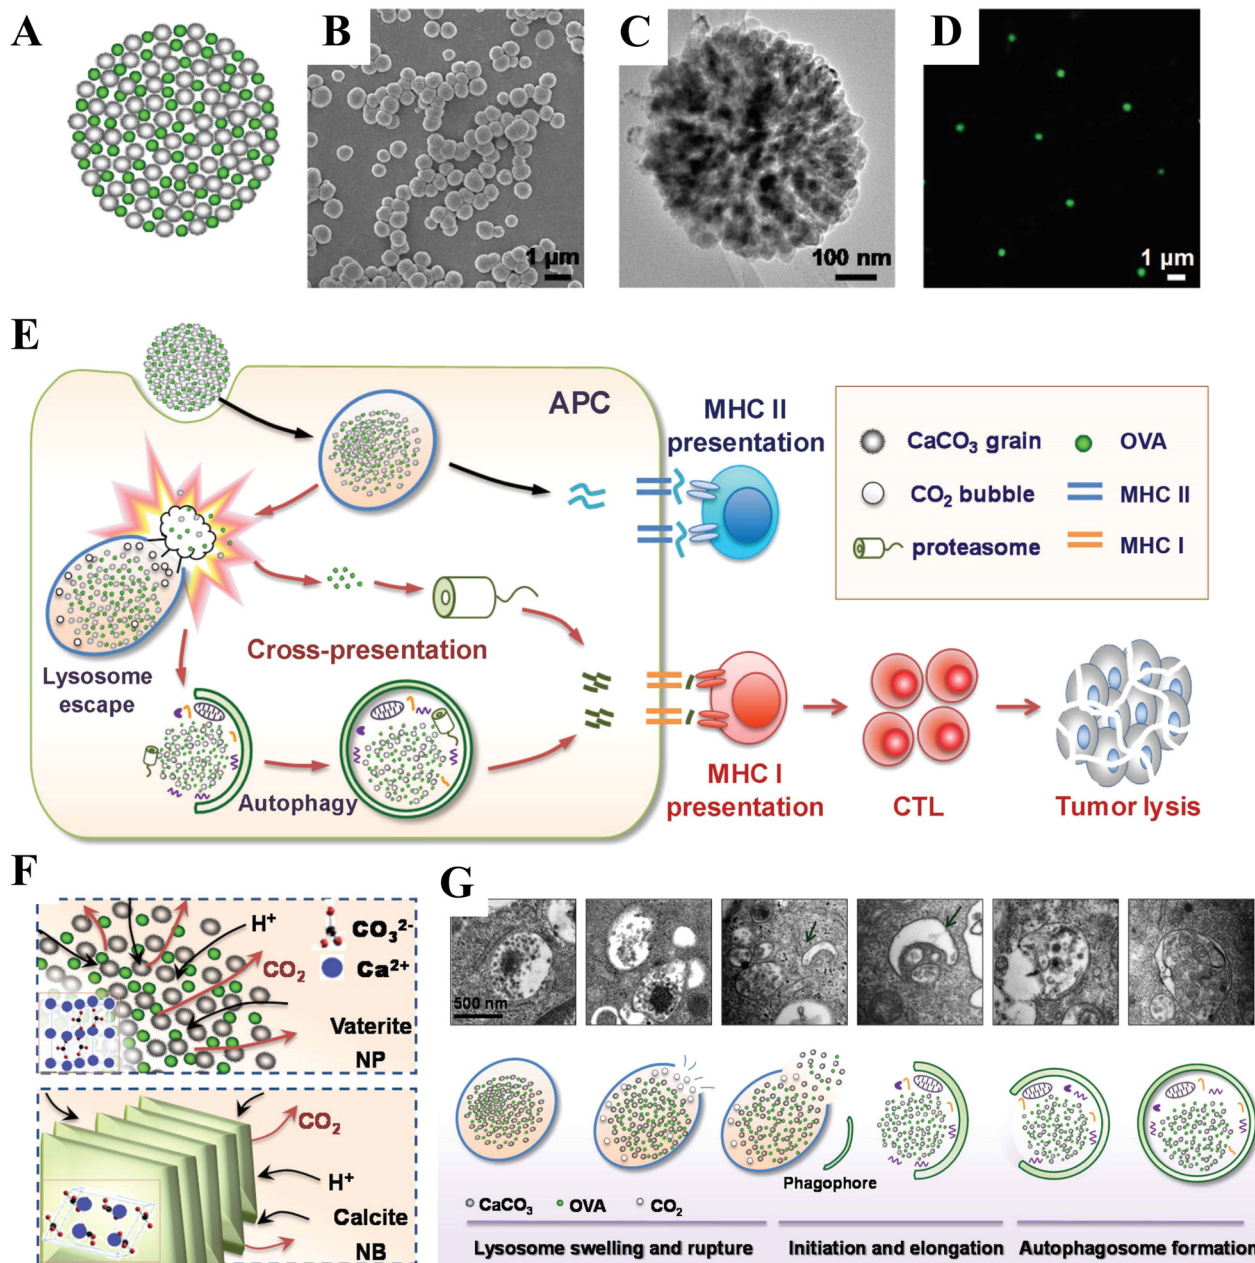 A
B
1 μm
C
100 nm
D
1 μm
E
APC
MHC II
presentation
CaCO₃ grain
OVA
CO₂ bubble
MHC II
proteasome
MHC I
Cross-presentation
Lysosome
escape
Autophagy
MHC I
presentation
CTL
Tumor lysis
F
H⁺
CO₂
CO₃²⁻
Ca²⁺
Vaterite
NP
CO₂
H⁺
Calcite
NB
G
500 nm
Phagophore
CaCO₃
OVA
CO₂
Lysosome swelling and rupture
Initiation and elongation
Autophagosome formation